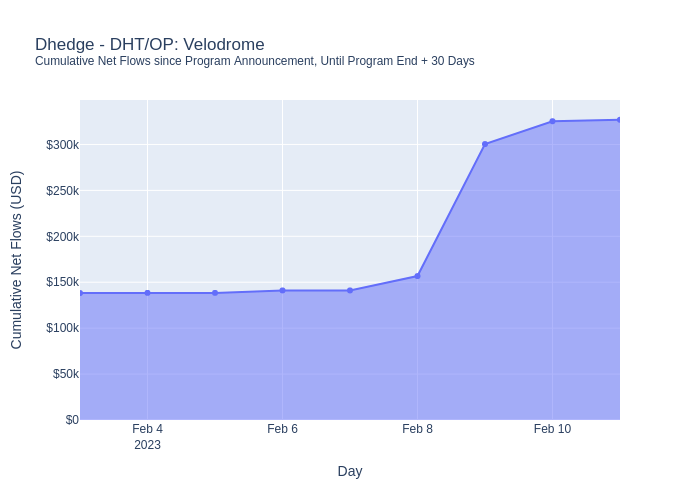 Dhedge - DHT/OP: Velodrome
Cumulative Net Flows since Program Announcement, Until Program End + 30 Days
Cumulative Net Flows (USD)
$300k
$250k
$200k
$150k
$100k
$50k
$0
Feb 4
2023
Feb 6
Feb 8
Feb 10
Day